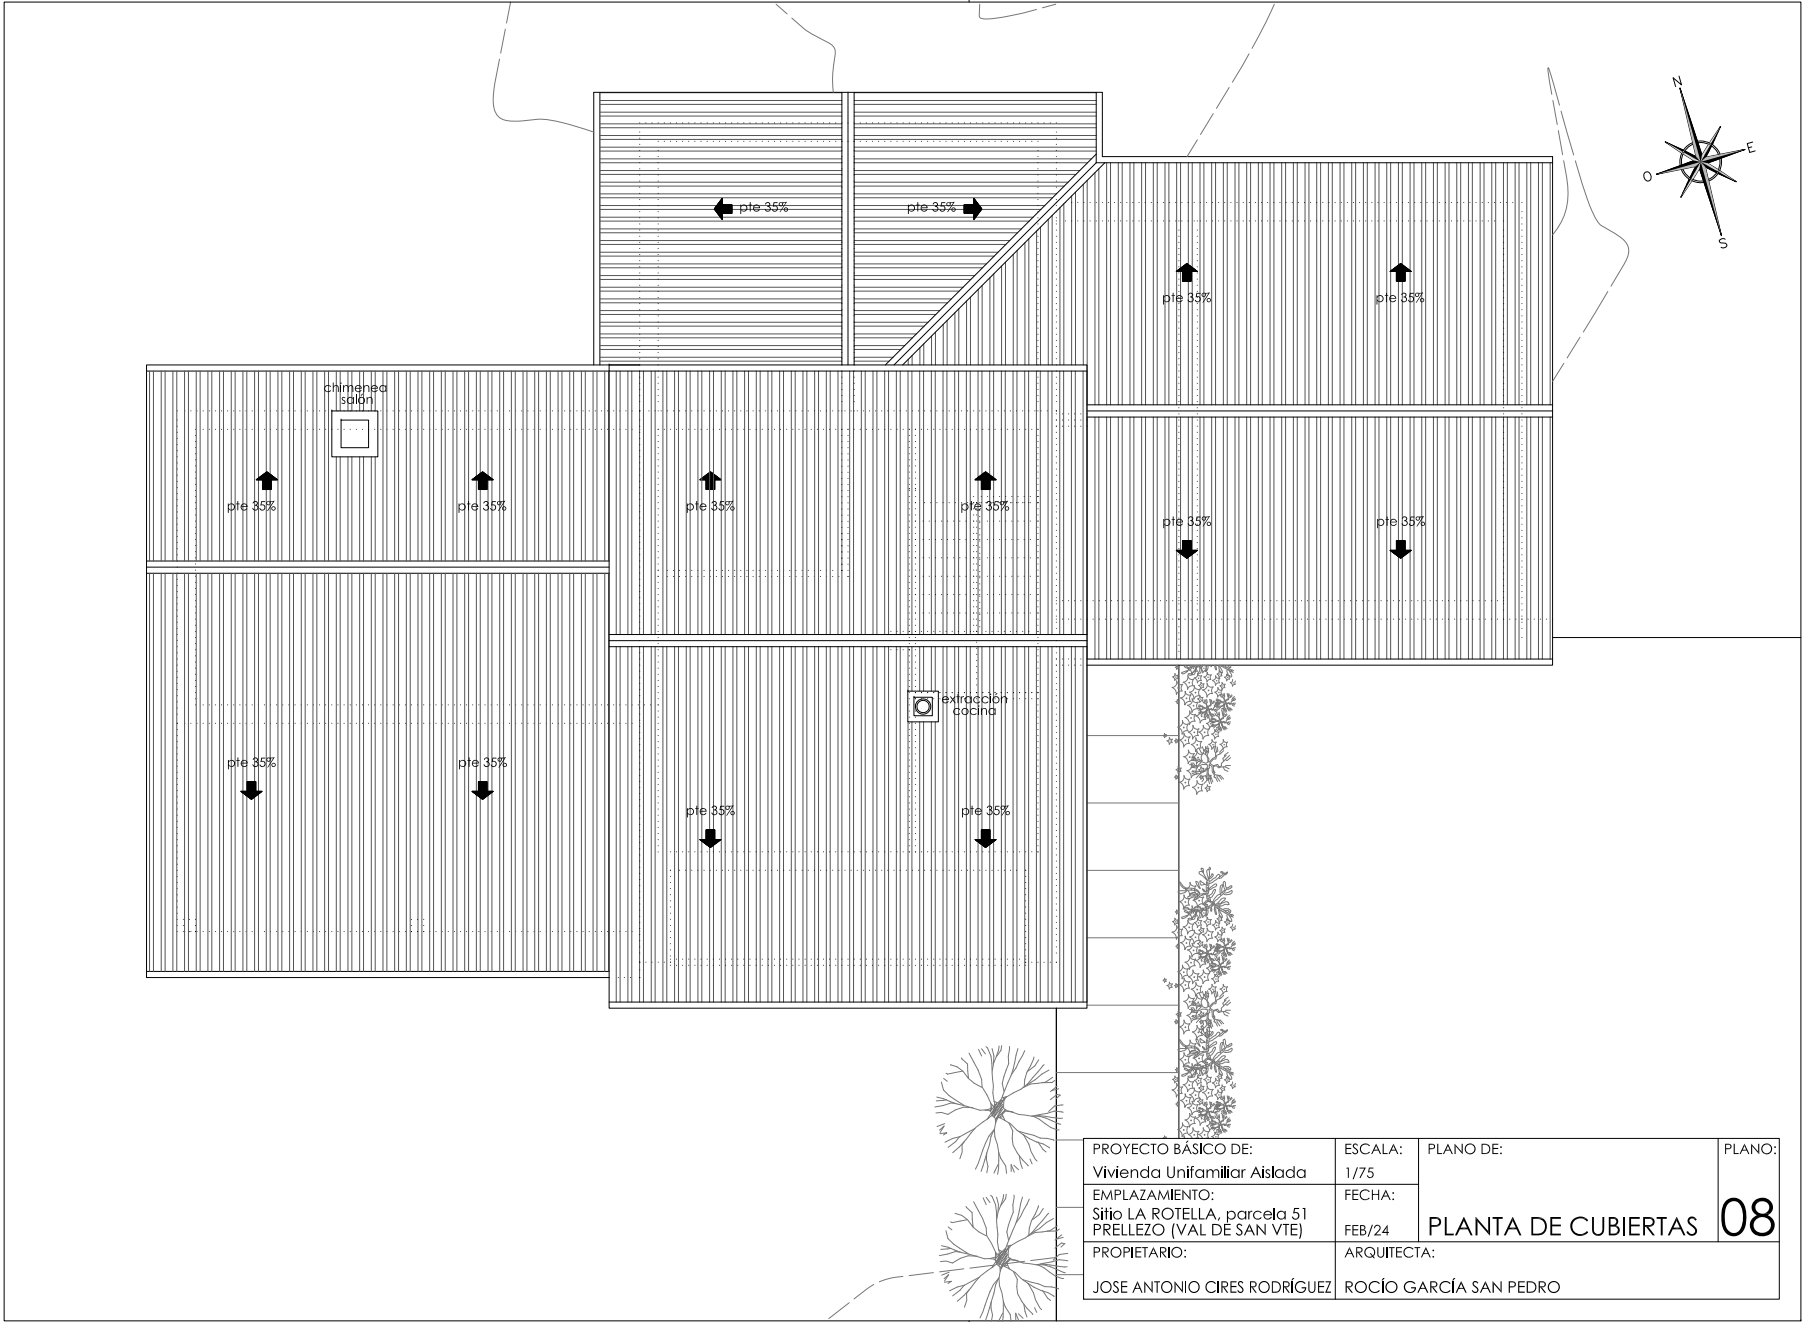 N
E
O
S
pte 35%
pte 35%
pte 35%
pte 35%
chimenea
salón
pte 35%
pte 35%
pte 35%
pte 35%
pte 35%
pte 35%
extracción
cocina
pte 35%
pte 35%
pte 35%
pte 35%
PROYECTO BÁSICO DE:
Vivienda Unifamiliar Aislada
ESCALA:
1/75
PLANO DE:
PLANTA DE CUBIERTAS
PLANO:
08
EMPLAZAMIENTO:
Sitio LA ROTELLA, parcela 51
PRELLEZO (VAL DE SAN VTE)
FECHA:
FEB/24
PROPIETARIO:
JOSE ANTONIO CIRES RODRÍGUEZ
ARQUITECTA:
ROCÍO GARCÍA SAN PEDRO